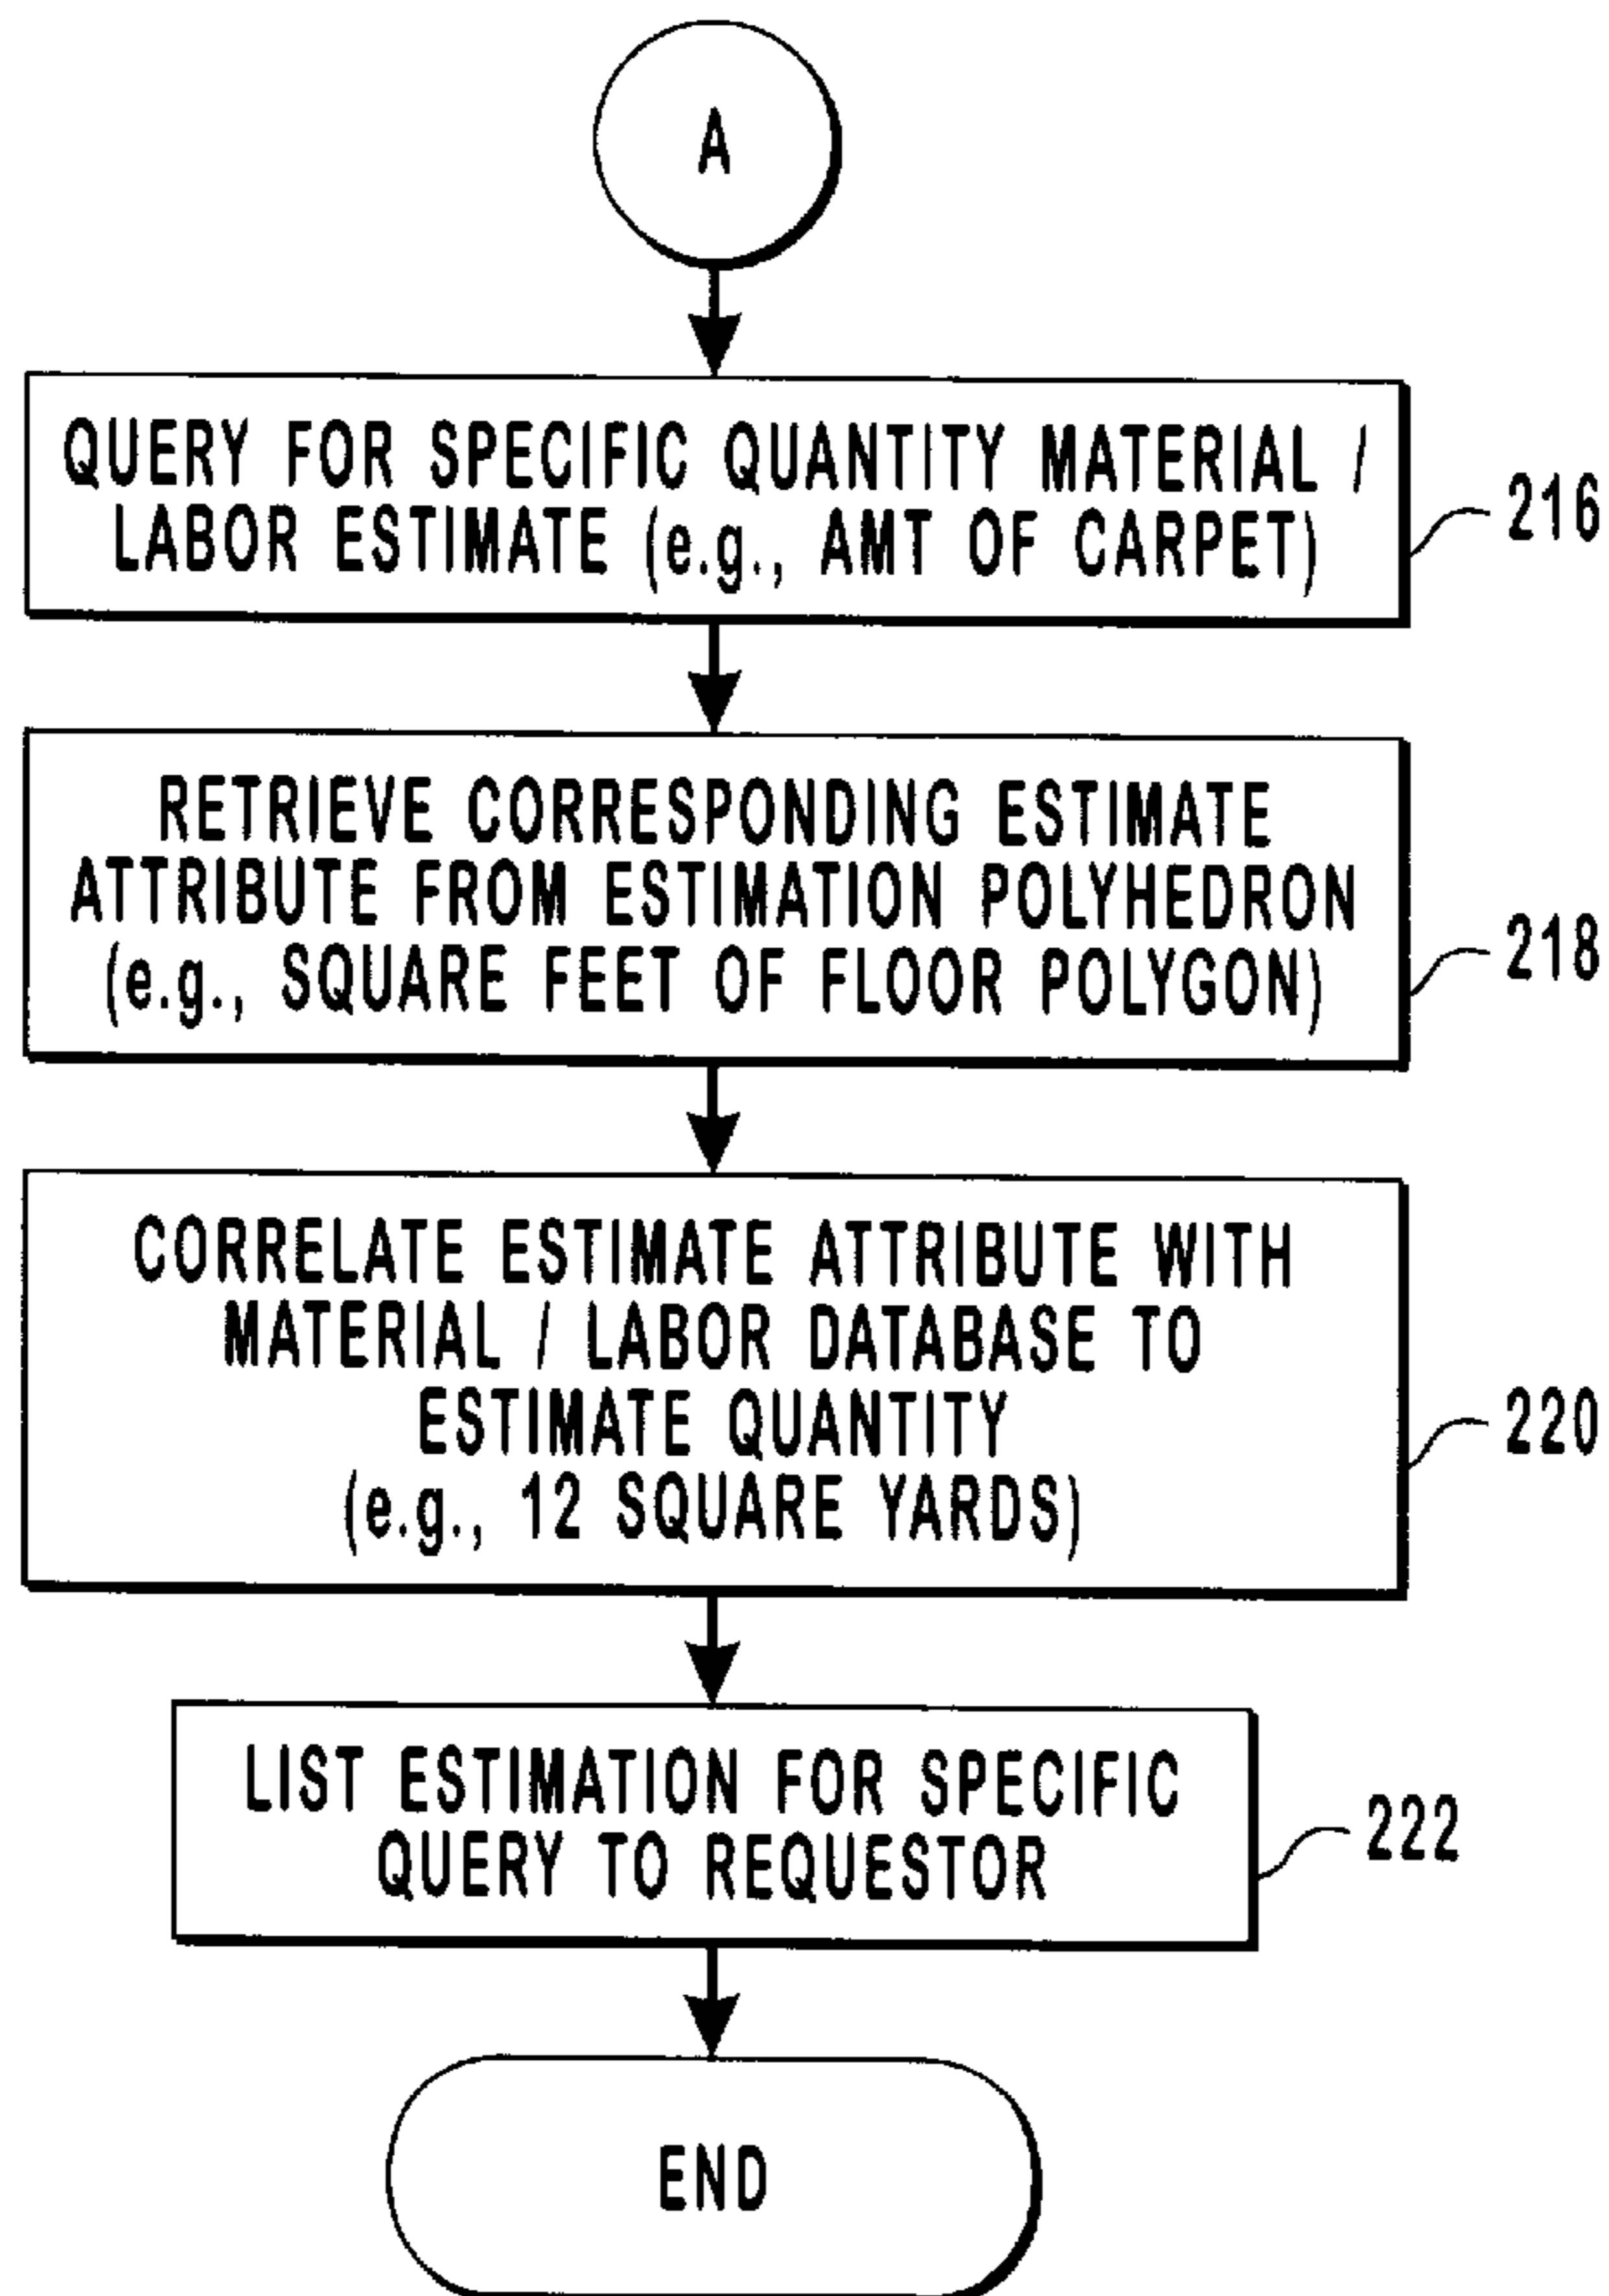 A
QUERY FOR SPECIFIC QUANTITY MATERIAL /
LABOR ESTIMATE (e.g., AMT OF CARPET)
216
RETRIEVE CORRESPONDING ESTIMATE
ATTRIBUTE FROM ESTIMATION POLYHEDRON
(e.g., SQUARE FEET OF FLOOR POLYGON)
218
CORRELATE ESTIMATE ATTRIBUTE WITH
MATERIAL / LABOR DATABASE TO
ESTIMATE QUANTITY
(e.g., 12 SQUARE YARDS)
220
LIST ESTIMATION FOR SPECIFIC
QUERY TO REQUESTOR
222
END